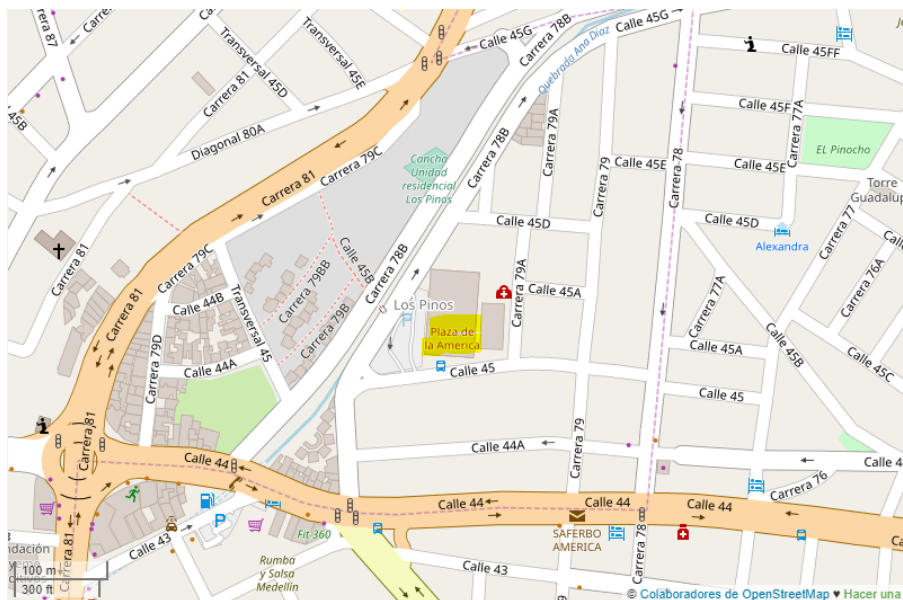 Carrera 87
Calle 45G
Carrera 78B
Calle 45G
Transversal 45D
Transversal 45E
Carrera 81
Quebrada Ana Díaz
Calle 45FF
Carrera 78
Calle 45F
Carrera 77A
Diagonal 80A
Carrera 79A
Carrera 79
EL Pinocho
Carrera 81
Carrera 79C
Cancha
Unidad
residencial
Los Pinos
Carrera 78B
Calle 45E
Calle 45E
Torre
Guadalup
Carrera 81
Calle 45D
Calle 45D
Carrera 77
Alexandra
Carrera 79C
Calle 45B
Carrera 78B
Carrera 76A
Carrera 79BB
Carrera 79A
Carrera 77A
Calle 44B
Transversal 45
Los Pinos
Calle 45A
Carrera 81
Carrera 79B
Plaza de
la America
Calle 45B
Calle 45A
Carrera 79D
Calle 44A
Calle 45
Calle 45C
Calle 45
Carrera 81
Calle 44A
Carrera 79
Calle 44
Carrera 76
Calle 44
Calle 44
Calle 44
Fit 360
SAFERBO
AMERICA
Carrera 78
Calle 43
Carrera 81
Rumba
y Salsa
Medellín
Calle 43
100 m
300 ft
© Colaboradores de OpenStreetMap ♥ Hacer una